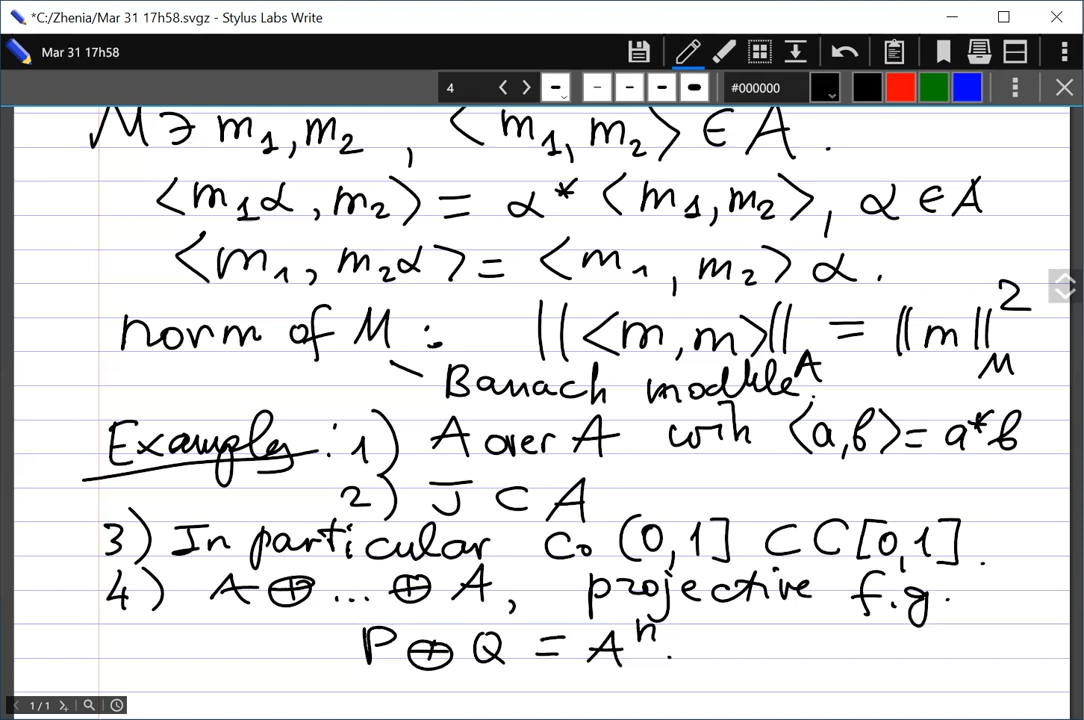 *C:/Zhenia/Mar 31 17h58.svgz - Stylus Labs Write
Mar 31 17h58
4 #000000
M ∋ m₁, m₂ , ⟨m₁, m₂⟩ ∈ A.
⟨m₁α, m₂⟩ = α* ⟨m₁, m₂⟩, α ∈ A
⟨m₁, m₂α⟩ = ⟨m₁, m₂⟩ α.
norm of M : ||⟨m, m⟩||_A = ||m||²_M
Banach module.
Examples : 1) A over A with ⟨a, b⟩ = a*b
2) J ⊂ A
3) In particular C₀ (0,1] ⊂ C[0,1].
4) A ⊕ ... ⊕ A, projective f.g.
P ⊕ Q = Aⁿ.
1/1